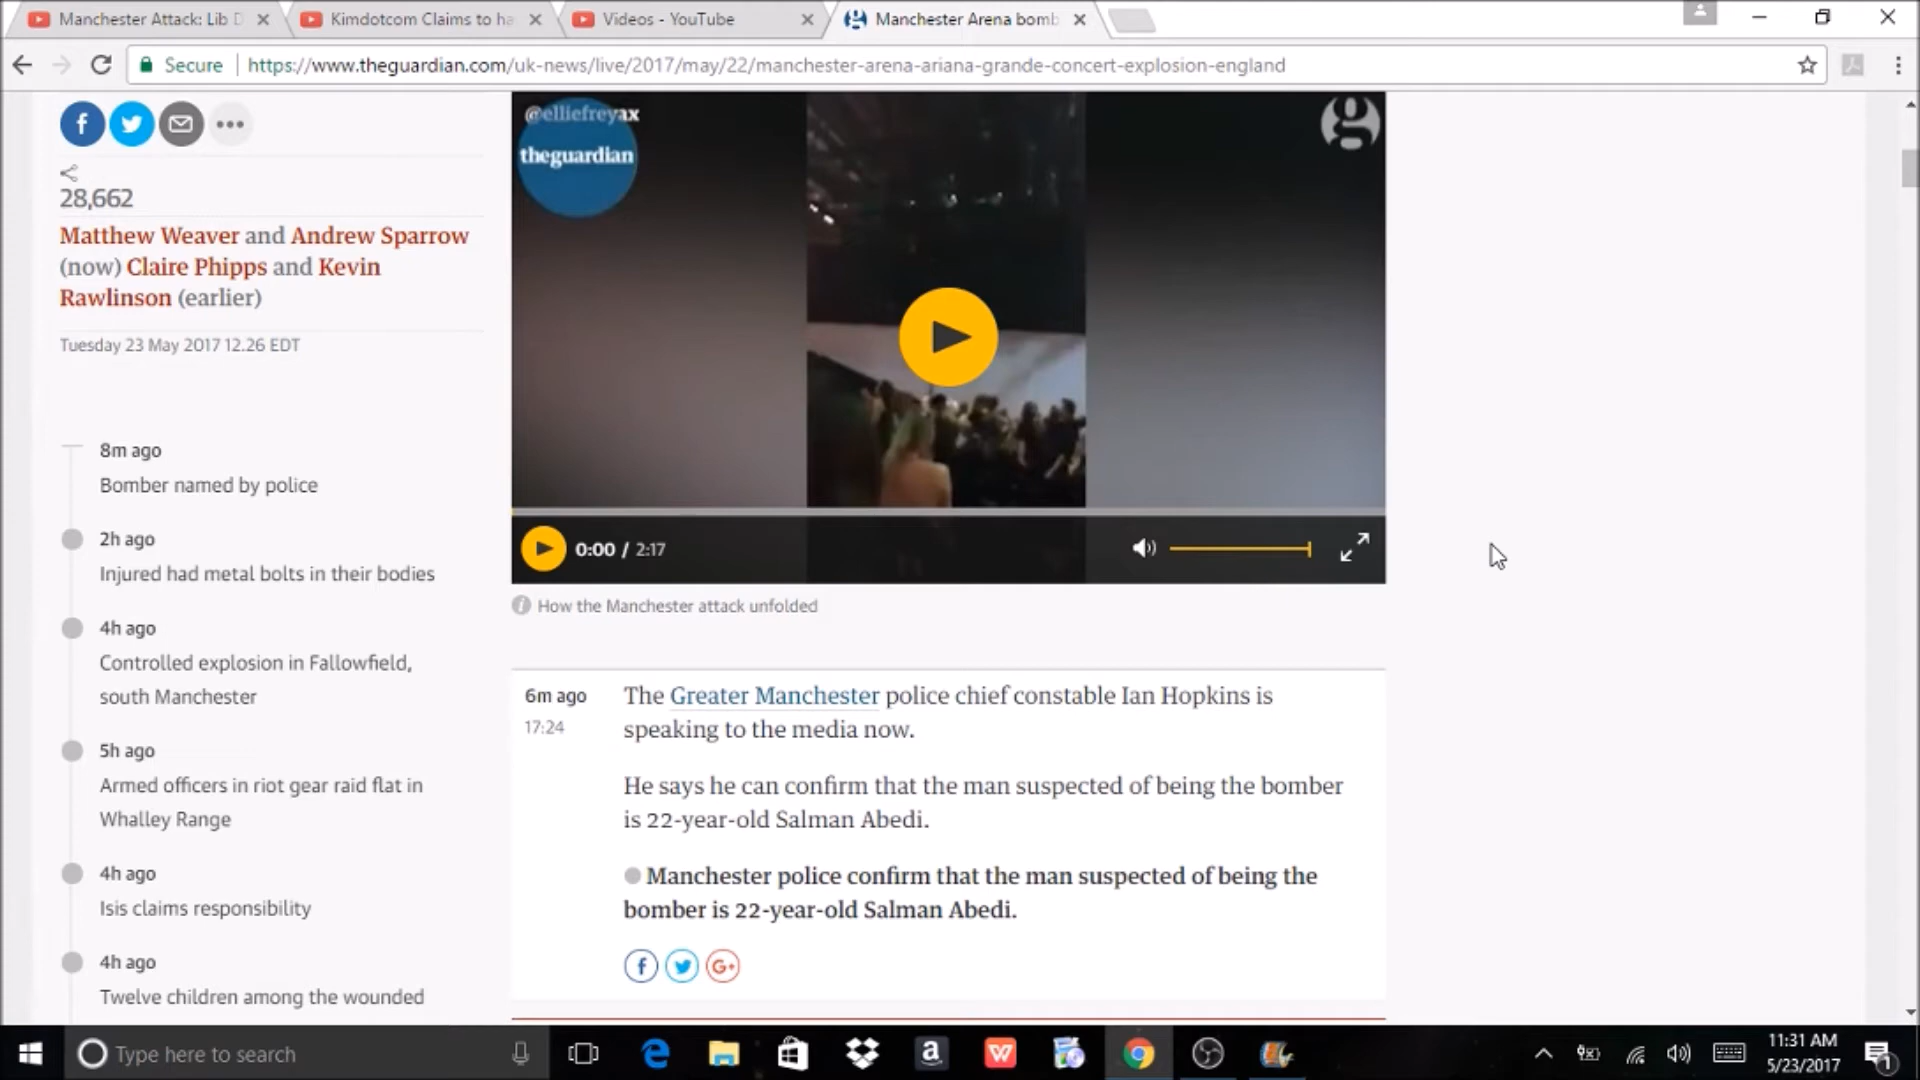 Manchester Attack: Lib D
Kimdotcom Claims to ha
Videos - YouTube
Manchester Arena bomb
Secure
https://www.theguardian.com/uk-news/live/2017/may/22/manchester-arena-ariana-grande-concert-explosion-england
28,662
Matthew Weaver and Andrew Sparrow
(now) Claire Phipps and Kevin
Rawlinson (earlier)
Tuesday 23 May 2017 12.26 EDT
8m ago
Bomber named by police
2h ago
Injured had metal bolts in their bodies
4h ago
Controlled explosion in Fallowfield,
south Manchester
5h ago
Armed officers in riot gear raid flat in
Whalley Range
4h ago
Isis claims responsibility
4h ago
Twelve children among the wounded
@elliefreyax
theguardian
0:00 / 2:17
How the Manchester attack unfolded
6m ago
17:24
The Greater Manchester police chief constable Ian Hopkins is
speaking to the media now.
He says he can confirm that the man suspected of being the bomber
is 22-year-old Salman Abedi.
Manchester police confirm that the man suspected of being the
bomber is 22-year-old Salman Abedi.
Type here to search
11:31 AM
5/23/2017
1